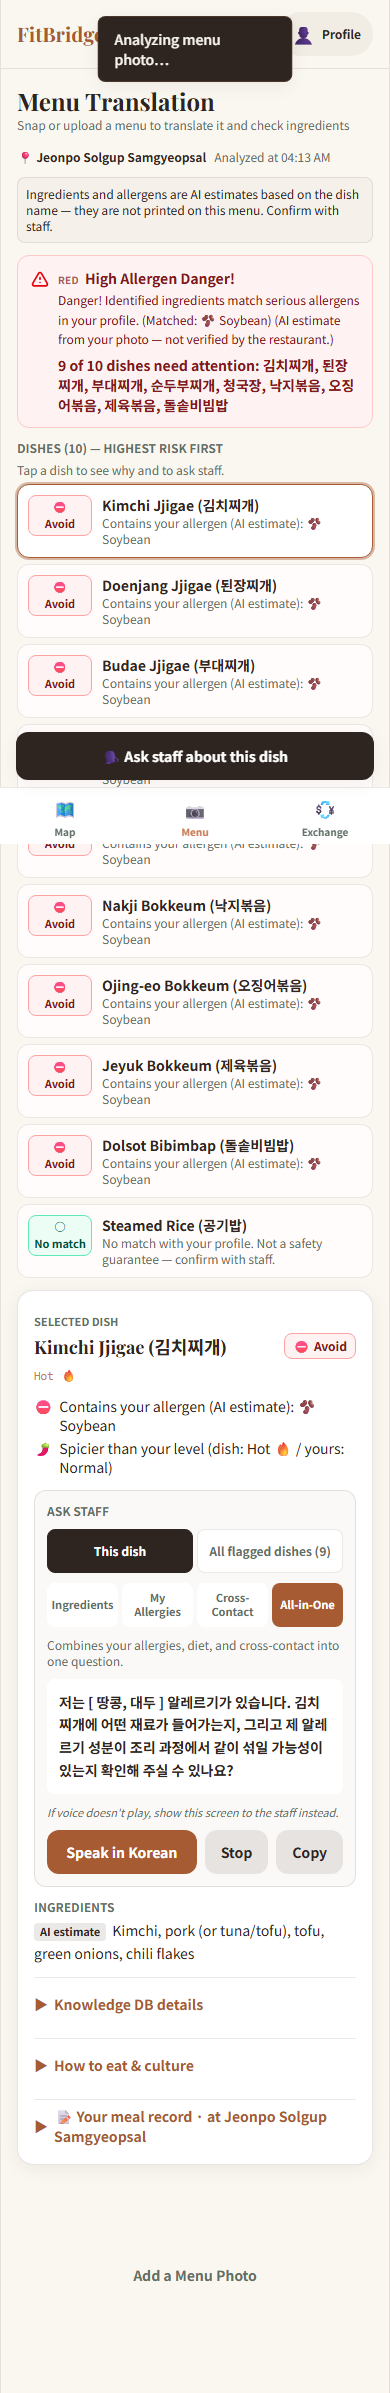 FitBridge
Analyzing menu
photo…
Profile
Menu Translation
Snap or upload a menu to translate it and check ingredients
Jeonpo Solgup Samgyeopsal Analyzed at 04:13 AM
Ingredients and allergens are AI estimates based on the dish
name — they are not printed on this menu. Confirm with
staff.
RED High Allergen Danger!
Danger! Identified ingredients match serious allergens
in your profile. (Matched: Soybean) (AI estimate
from your photo — not verified by the restaurant.)
9 of 10 dishes need attention: 김치찌개, 된장
찌개, 부대찌개, 순두부찌개, 청국장, 낙지볶음, 오징
어볶음, 제육볶음, 돌솥비빔밥
DISHES (10) — HIGHEST RISK FIRST
Tap a dish to see why and to ask staff.
Avoid
Kimchi Jjigae (김치찌개)
Contains your allergen (AI estimate):
Soybean
Avoid
Doenjang Jjigae (된장찌개)
Contains your allergen (AI estimate):
Soybean
Avoid
Budae Jjigae (부대찌개)
Contains your allergen (AI estimate):
Soybean
Ask staff about this dish
Soybean
Map
Menu
Exchange
Avoid
Contains your allergen (AI estimate):
Soybean
Avoid
Nakji Bokkeum (낙지볶음)
Contains your allergen (AI estimate):
Soybean
Avoid
Ojing-eo Bokkeum (오징어볶음)
Contains your allergen (AI estimate):
Soybean
Avoid
Jeyuk Bokkeum (제육볶음)
Contains your allergen (AI estimate):
Soybean
Avoid
Dolsot Bibimbap (돌솥비빔밥)
Contains your allergen (AI estimate):
Soybean
No match
Steamed Rice (공기밥)
No match with your profile. Not a safety
guarantee — confirm with staff.
SELECTED DISH
Kimchi Jjigae (김치찌개)
Avoid
Hot
Contains your allergen (AI estimate):
Soybean
Spicier than your level (dish: Hot / yours:
Normal)
ASK STAFF
This dish
All flagged dishes (9)
Ingredients
My
Allergies
Cross-
Contact
All-in-One
Combines your allergies, diet, and cross-contact into
one question.
저는 [ 땅콩, 대두 ] 알레르기가 있습니다. 김치
찌개에 어떤 재료가 들어가는지, 그리고 제 알레
르기 성분이 조리 과정에서 같이 섞일 가능성이
있는지 확인해 주실 수 있나요?
If voice doesn't play, show this screen to the staff instead.
Speak in Korean
Stop
Copy
INGREDIENTS
AI estimate Kimchi, pork (or tuna/tofu), tofu,
green onions, chili flakes
Knowledge DB details
How to eat & culture
Your meal record · at Jeonpo Solgup
Samgyeopsal
Add a Menu Photo